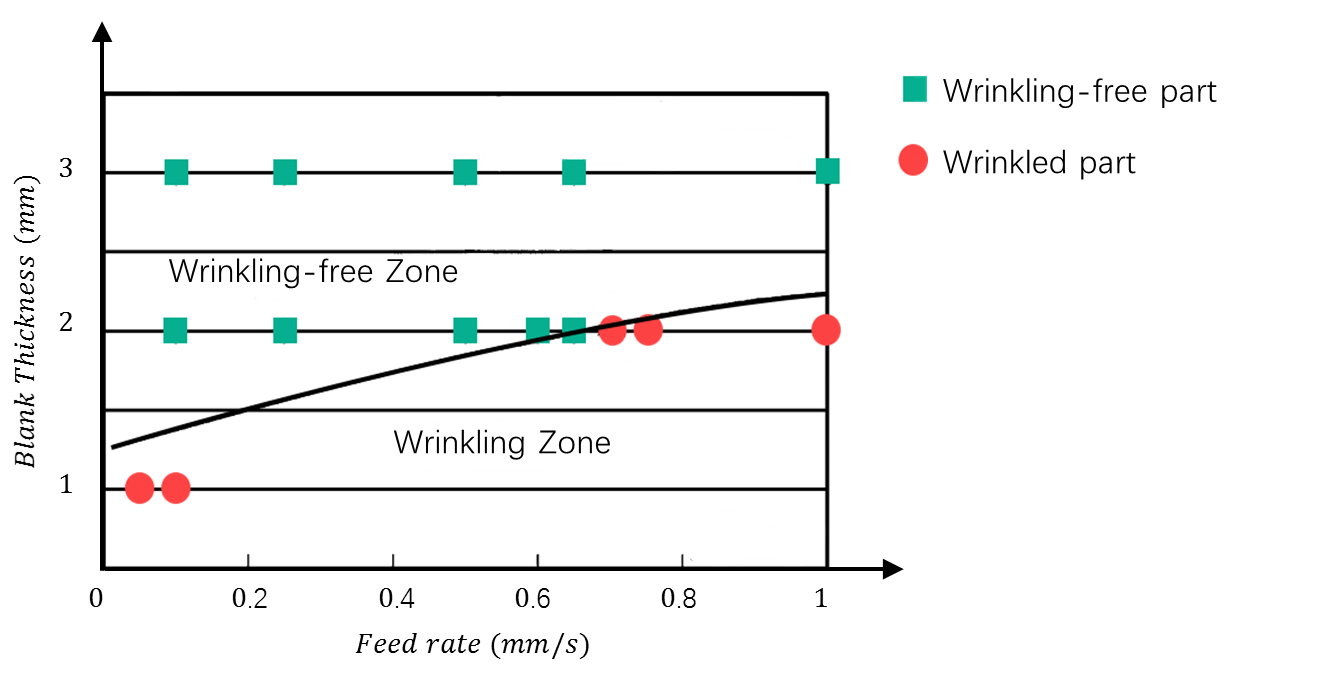 Wrinkling-free part
Wrinkled part
3
Wrinkling-free Zone
2
Wrinkling Zone
1
Blank Thickness (mm)
0 0.2 0.4 0.6 0.8 1
Feed rate (mm/s)